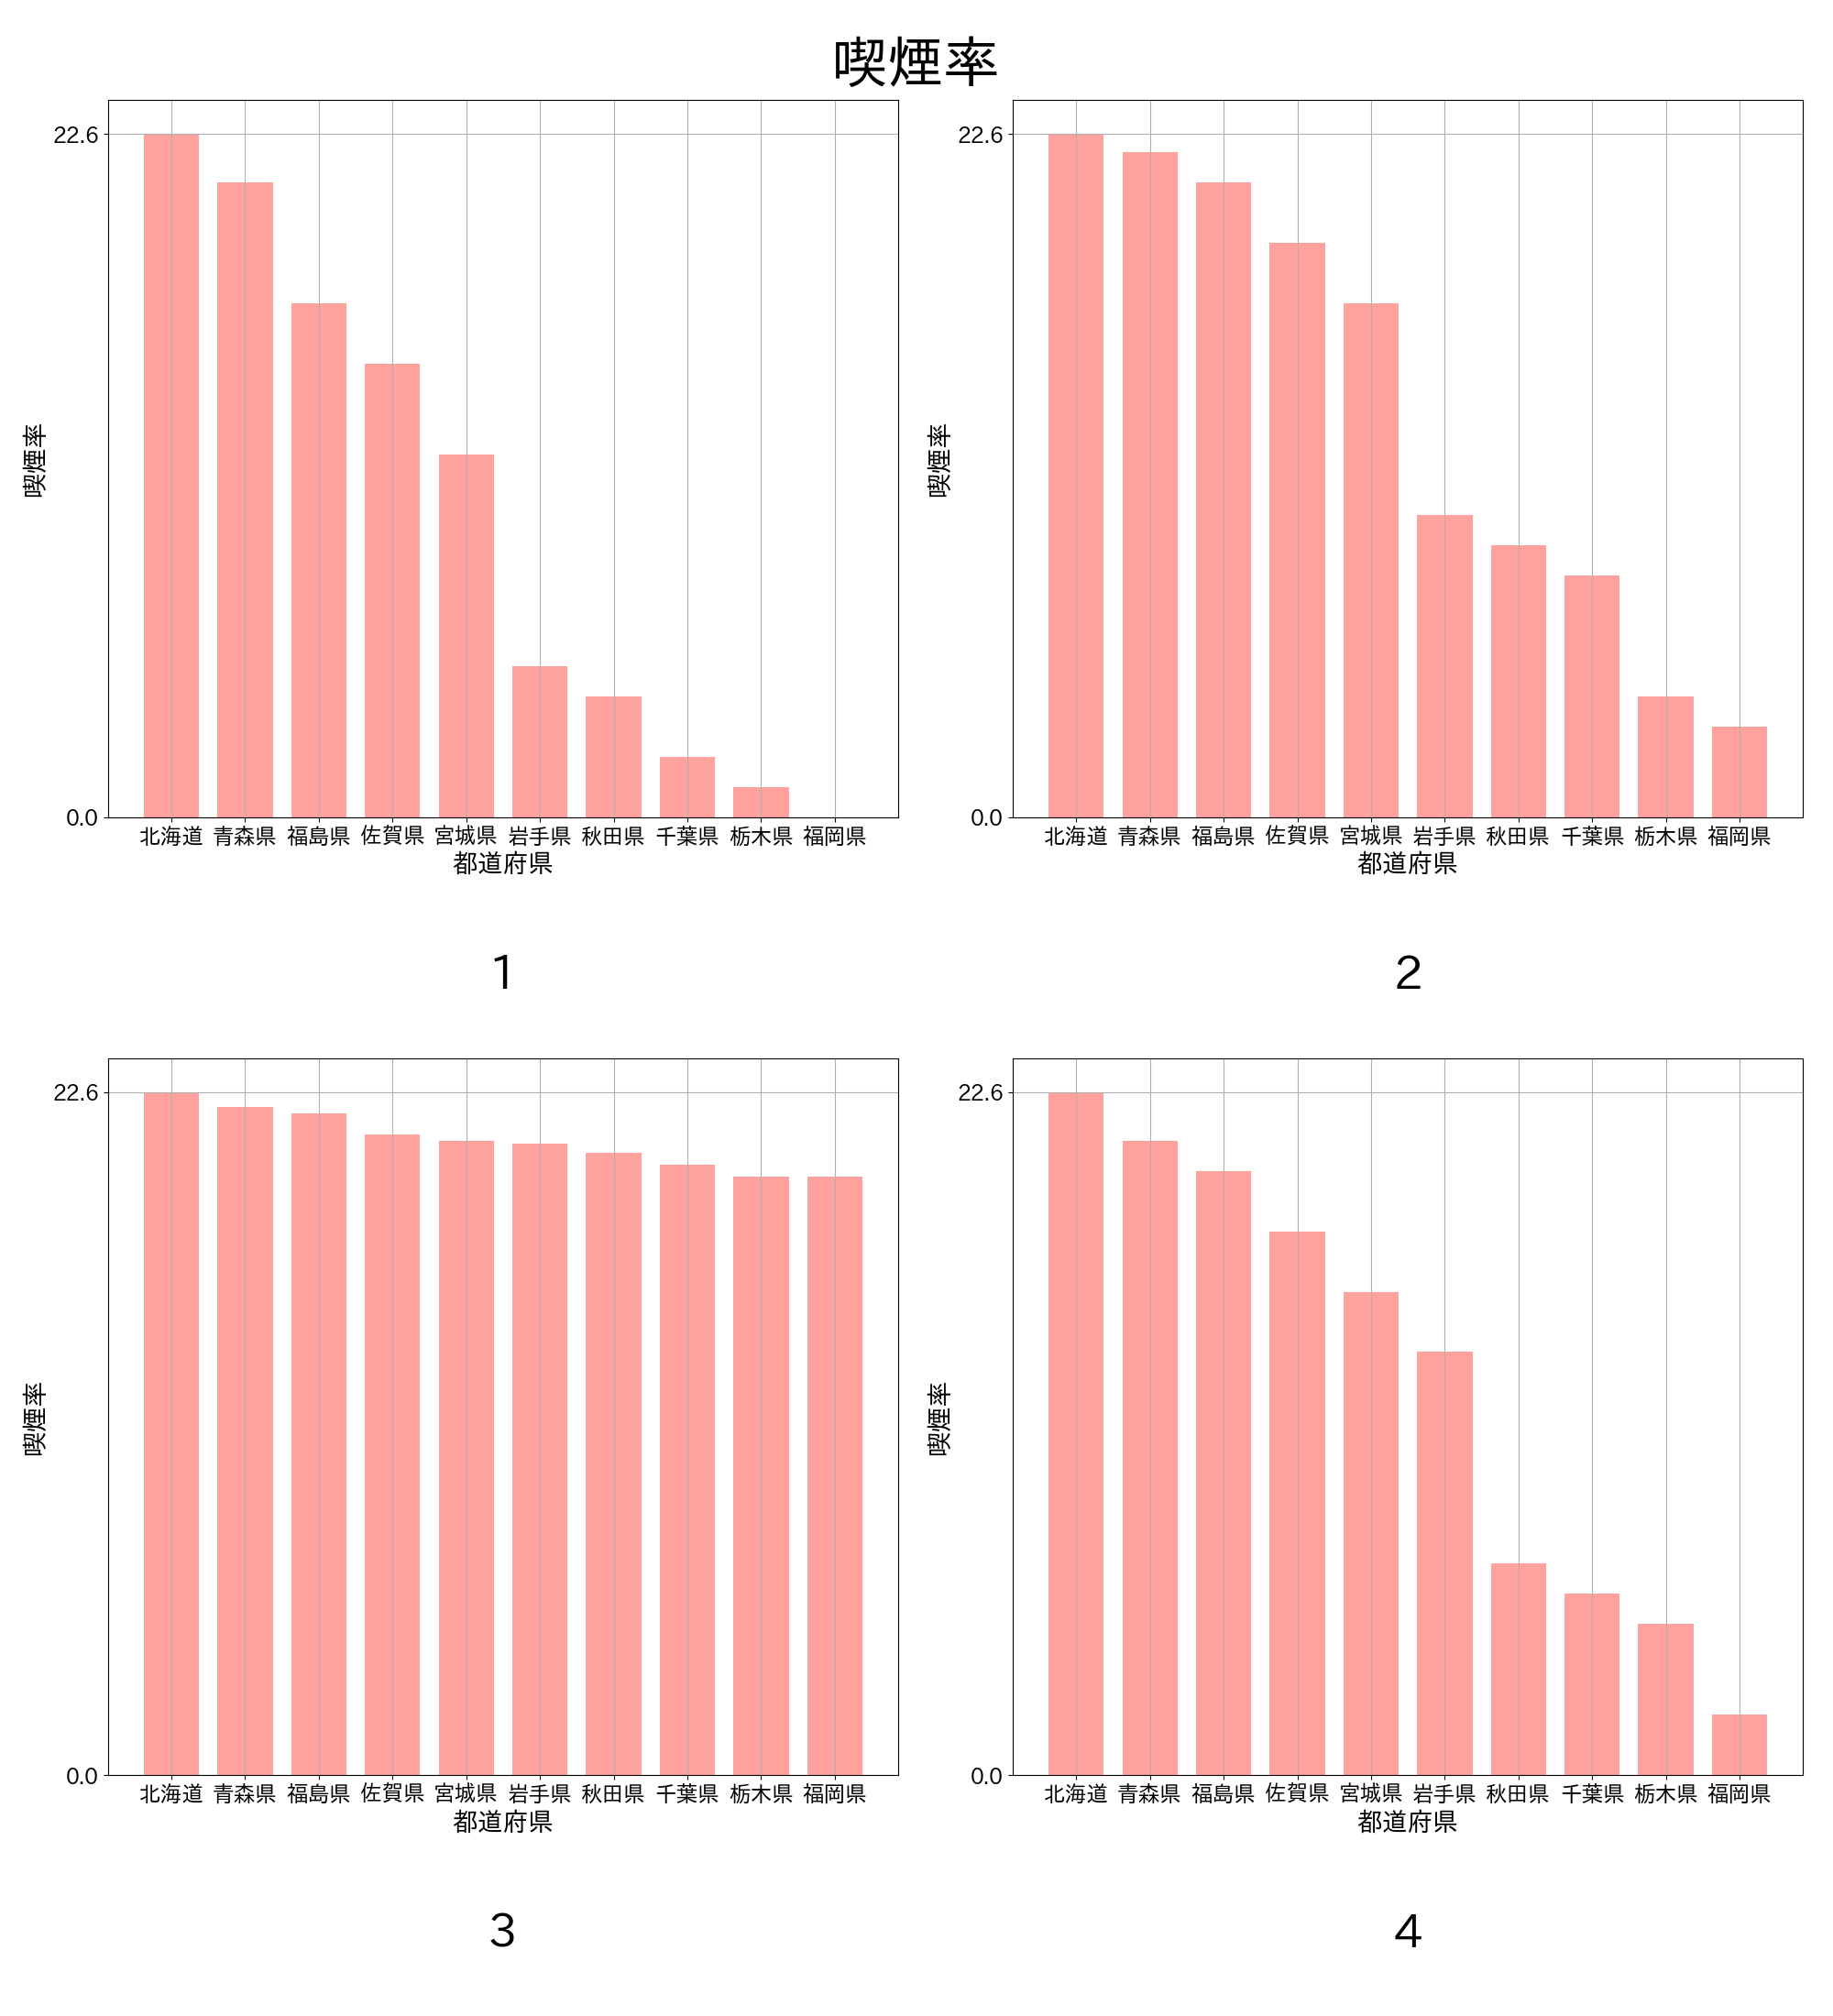 喫煙率
22.6
喫煙率
0.0
北海道 青森県 福島県 佐賀県 宮城県 岩手県 秋田県 千葉県 栃木県 福岡県
都道府県
1
22.6
喫煙率
0.0
北海道 青森県 福島県 佐賀県 宮城県 岩手県 秋田県 千葉県 栃木県 福岡県
都道府県
2
22.6
喫煙率
0.0
北海道 青森県 福島県 佐賀県 宮城県 岩手県 秋田県 千葉県 栃木県 福岡県
都道府県
3
22.6
喫煙率
0.0
北海道 青森県 福島県 佐賀県 宮城県 岩手県 秋田県 千葉県 栃木県 福岡県
都道府県
4